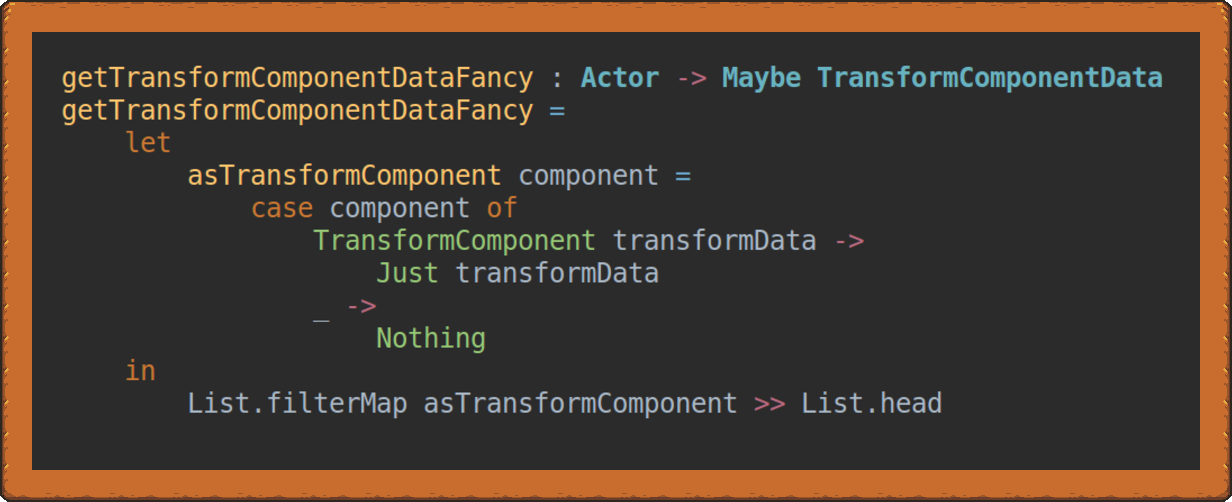 getTransformComponentDataFancy : Actor -> Maybe TransformComponentData
getTransformComponentDataFancy =
    let
        asTransformComponent component =
            case component of
                TransformComponent transformData ->
                    Just transformData
                _ ->
                    Nothing
    in
        List.filterMap asTransformComponent >> List.head